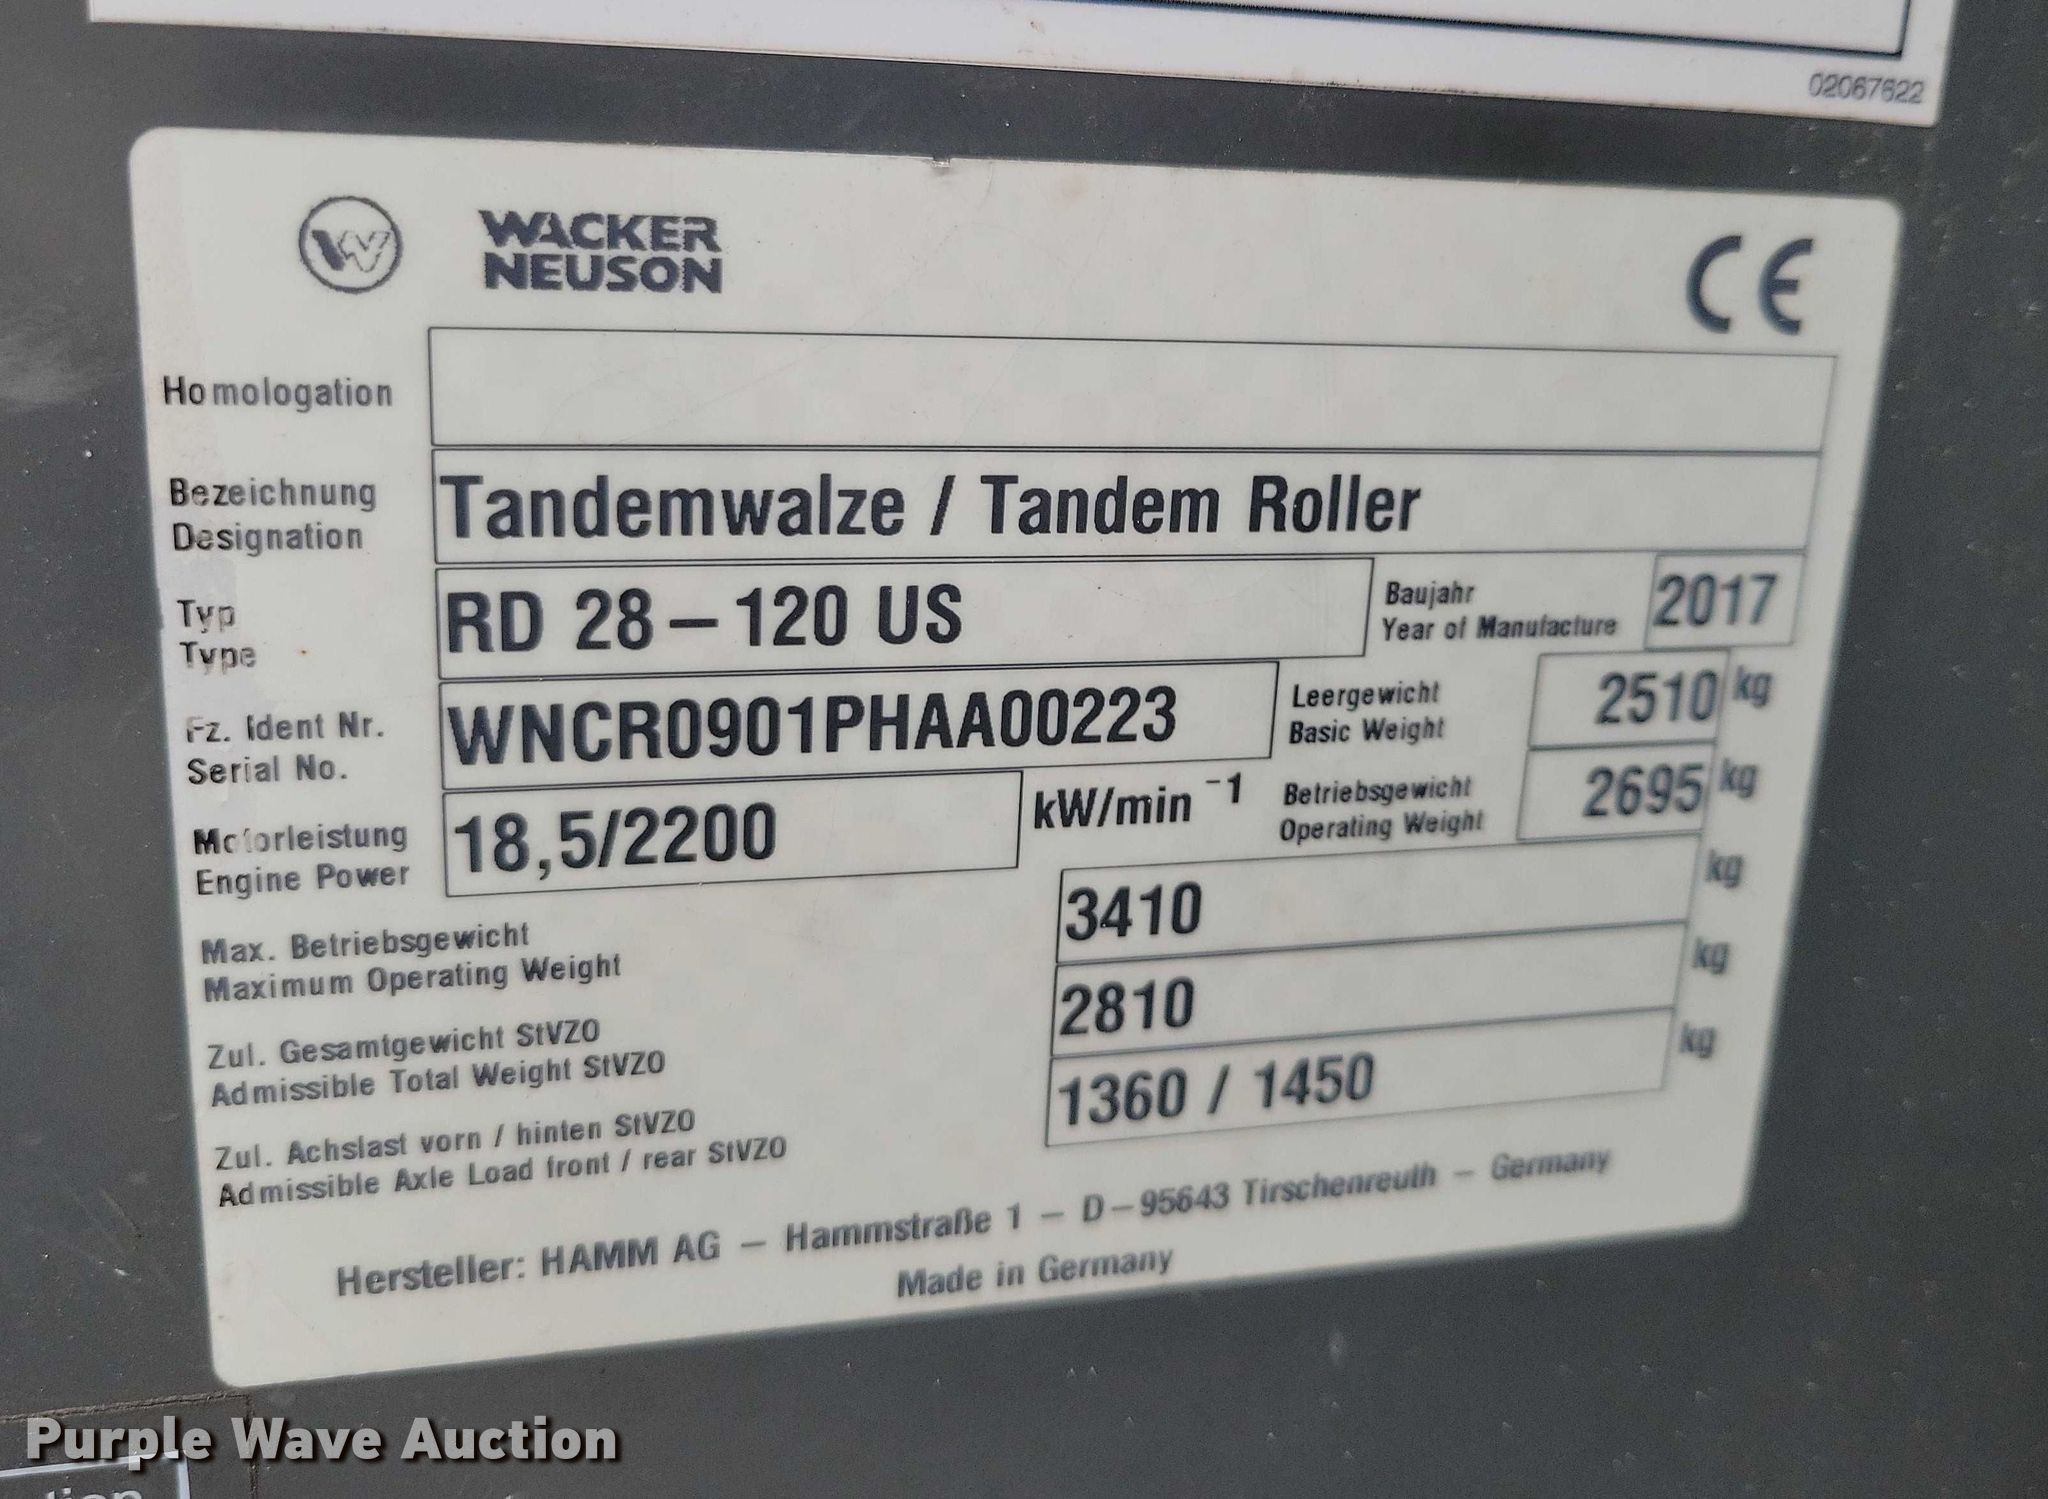 02067622
WACKER
NEUSON
CE
Homologation
Bezeichnung
Designation
Tandemwalze / Tandem Roller
Typ
Type
RD 28-120 US
Baujahr
Year of Manufacture
2017
Fz. Ident Nr.
Serial No.
WNCR0901PHAA00223
Leergewicht
Basic Weight
2510 kg
Motorleistung
Engine Power
18,5/2200
kW/min -1
Betriebsgewicht
Operating Weight
2695 kg
Max. Betriebsgewicht
Maximum Operating Weight
3410 kg
Zul. Gesamtgewicht StVZO
Admissible Total Weight StVZO
2810 kg
Zul. Achslast vorn / hinten StVZO
Admissible Axle Load front / rear StVZO
1360 / 1450 kg
Hersteller: HAMM AG - Hammstraße 1 - D-95643 Tirschenreuth - Germany
Made in Germany
Purple Wave Auction